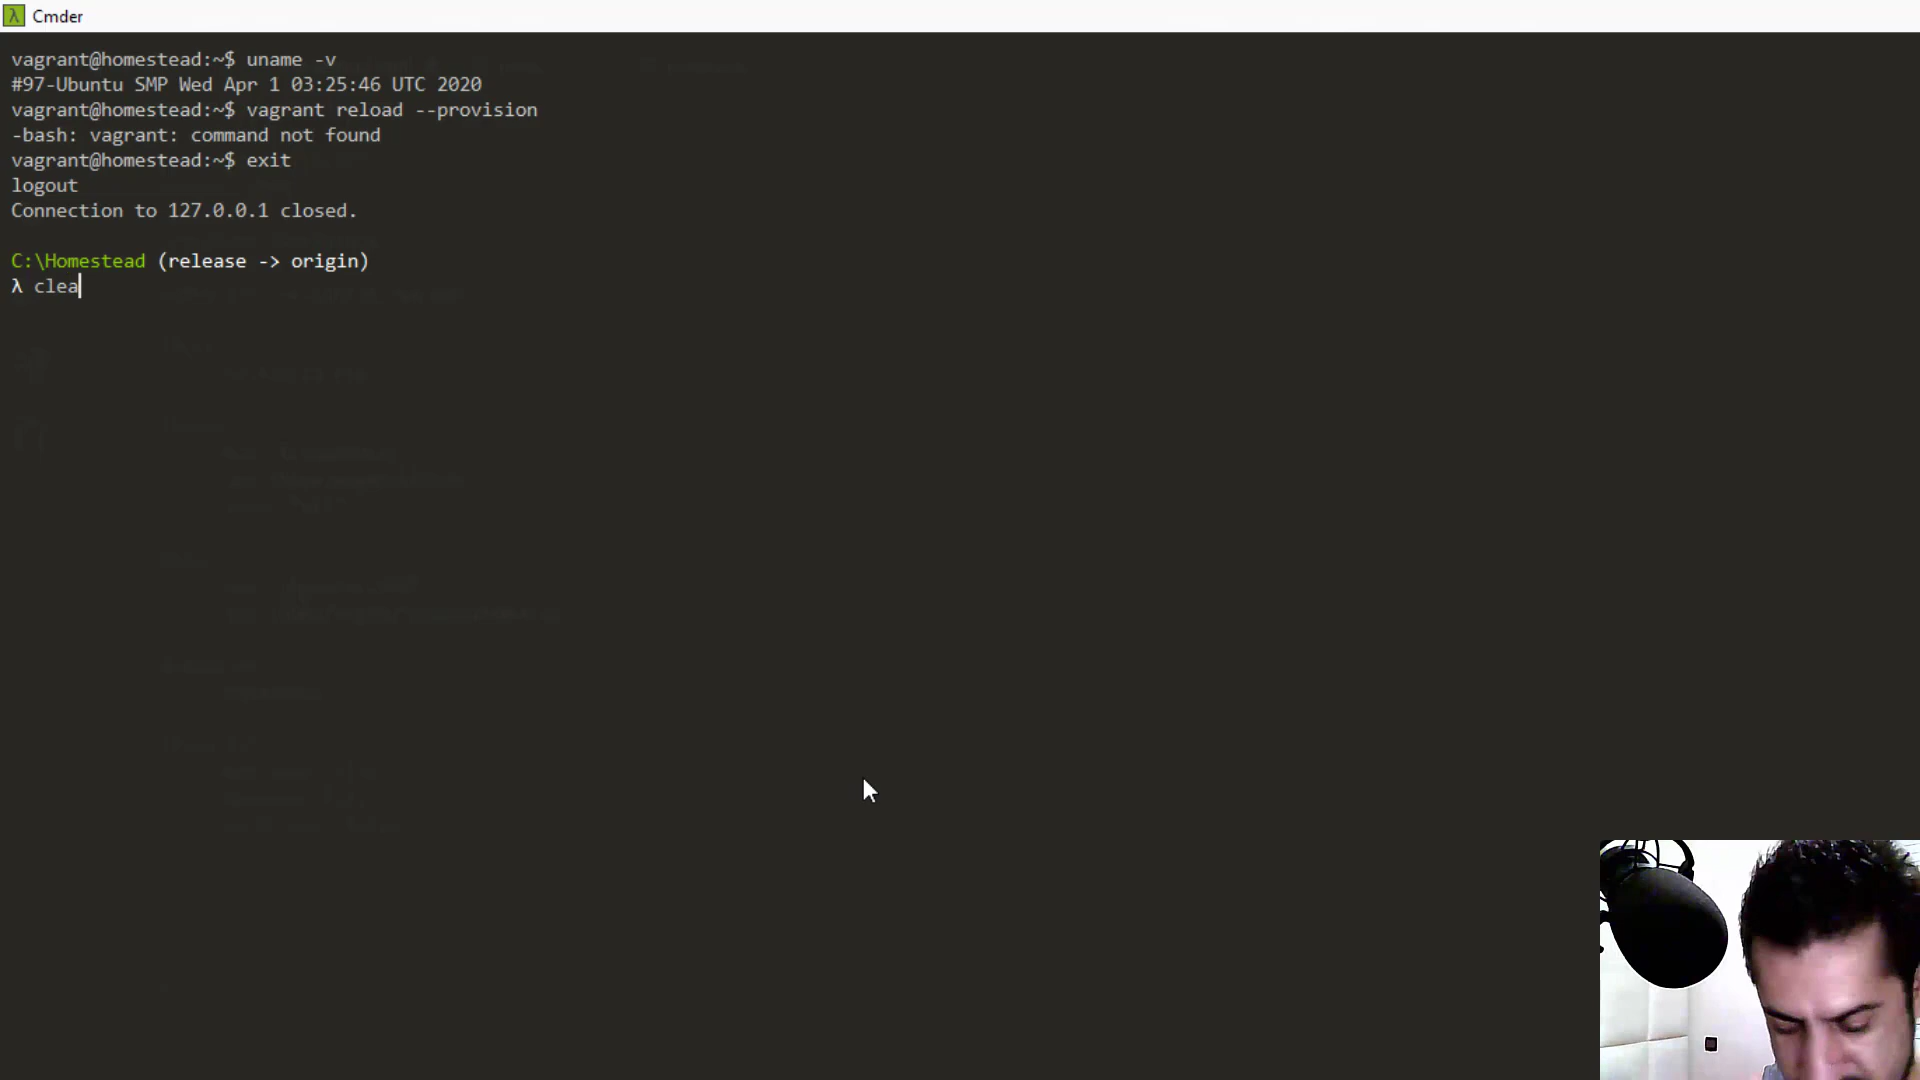 λ Cmder
vagrant@homestead:~$ uname -v
#97-Ubuntu SMP Wed Apr 1 03:25:46 UTC 2020
vagrant@homestead:~$ vagrant reload --provision
-bash: vagrant: command not found
vagrant@homestead:~$ exit
logout
Connection to 127.0.0.1 closed.
C:\Homestead (release -> origin)
λ clea